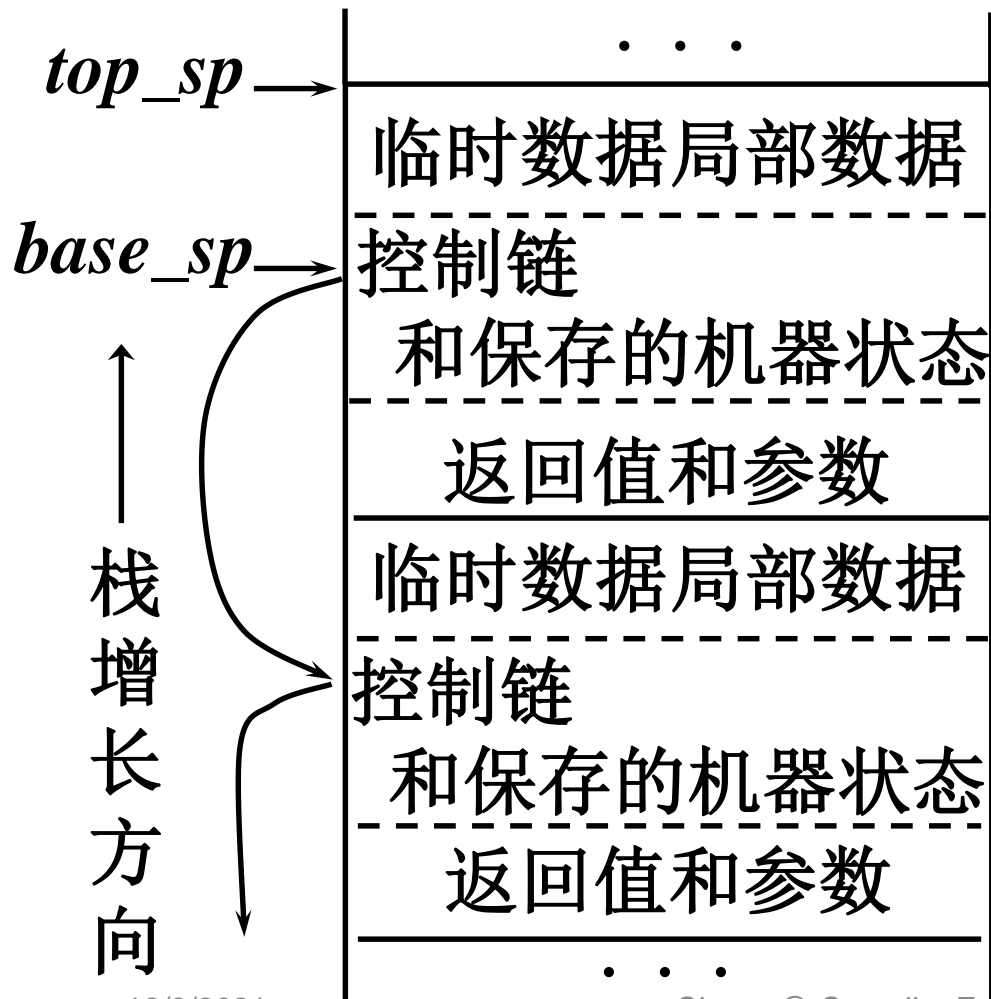 . . .
top_sp
临时数据局部数据
base_sp
控制链
和保存的机器状态
返回值和参数
临时数据局部数据
控制链
和保存的机器状态
返回值和参数
. . .
栈增长方向